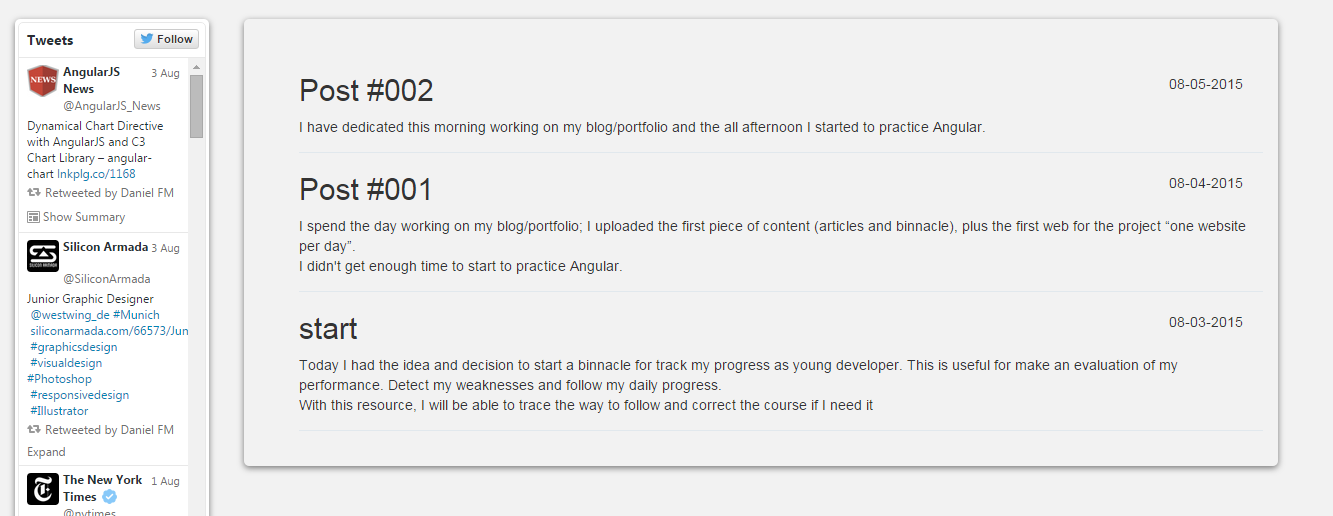 Tweets
Follow
AngularJS News
3 Aug
@AngularJS_News
Dynamical Chart Directive
with AngularJS and C3
Chart Library – angular-
chart lnkplg.co/1168
Retweeted by Daniel FM
Show Summary
Silicon Armada
3 Aug
@SiliconArmada
Junior Graphic Designer
@westwing_de #Munich
siliconarmada.com/66573/Jun
#graphicsdesign
#visualdesign
#Photoshop
#responsivedesign
#Illustrator
Retweeted by Daniel FM
Expand
The New York Times
1 Aug
@nytimes
Post #002
08-05-2015
I have dedicated this morning working on my blog/portfolio and the all afternoon I started to practice Angular.
Post #001
08-04-2015
I spend the day working on my blog/portfolio; I uploaded the first piece of content (articles and binnacle), plus the first web for the project “one website
per day”.
I didn't get enough time to start to practice Angular.
start
08-03-2015
Today I had the idea and decision to start a binnacle for track my progress as young developer. This is useful for make an evaluation of my
performance. Detect my weaknesses and follow my daily progress.
With this resource, I will be able to trace the way to follow and correct the course if I need it